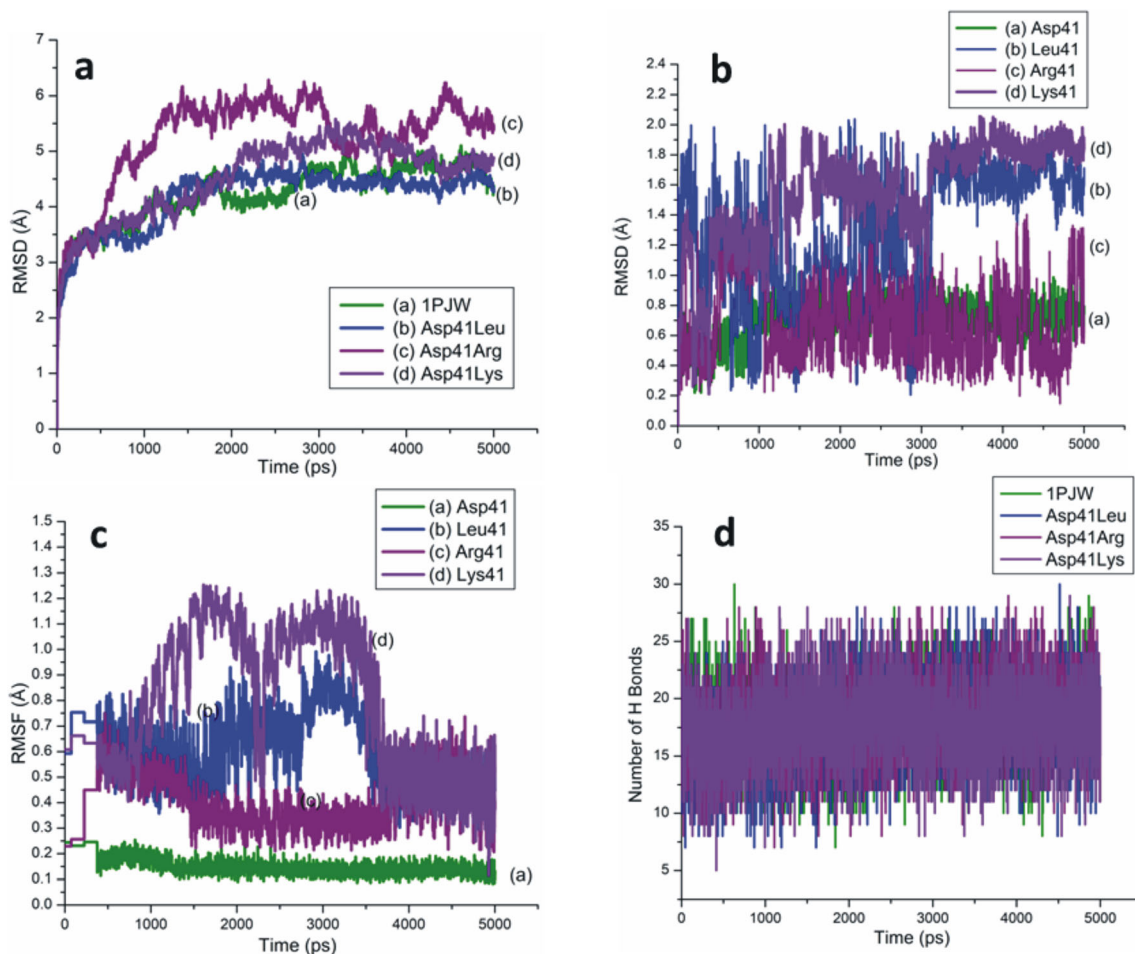 a
RMSD (Å)
7
6
5
4
3
2
1
0
(c)
(d)
(b)
(a)
(a) 1PJW
(b) Asp41Leu
(c) Asp41Arg
(d) Asp41Lys
0 1000 2000 3000 4000 5000
Time (ps)
b
(a) Asp41
(b) Leu41
(c) Arg41
(d) Lys41
RMSD (Å)
2.4
2.2
2.0
1.8
1.6
1.4
1.2
1.0
0.8
0.6
0.4
0.2
0.0
(d)
(b)
(c)
(a)
0 1000 2000 3000 4000 5000
Time (ps)
c
(a) Asp41
(b) Leu41
(c) Arg41
(d) Lys41
RMSF (Å)
1.5
1.4
1.3
1.2
1.1
1.0
0.9
0.8
0.7
0.6
0.5
0.4
0.3
0.2
0.1
0.0
(d)
(b)
(c)
(a)
0 1000 2000 3000 4000 5000
Time (ps)
d
1PJW
Asp41Leu
Asp41Arg
Asp41Lys
Number of H Bonds
35
30
25
20
15
10
5
0 1000 2000 3000 4000 5000
Time (ps)